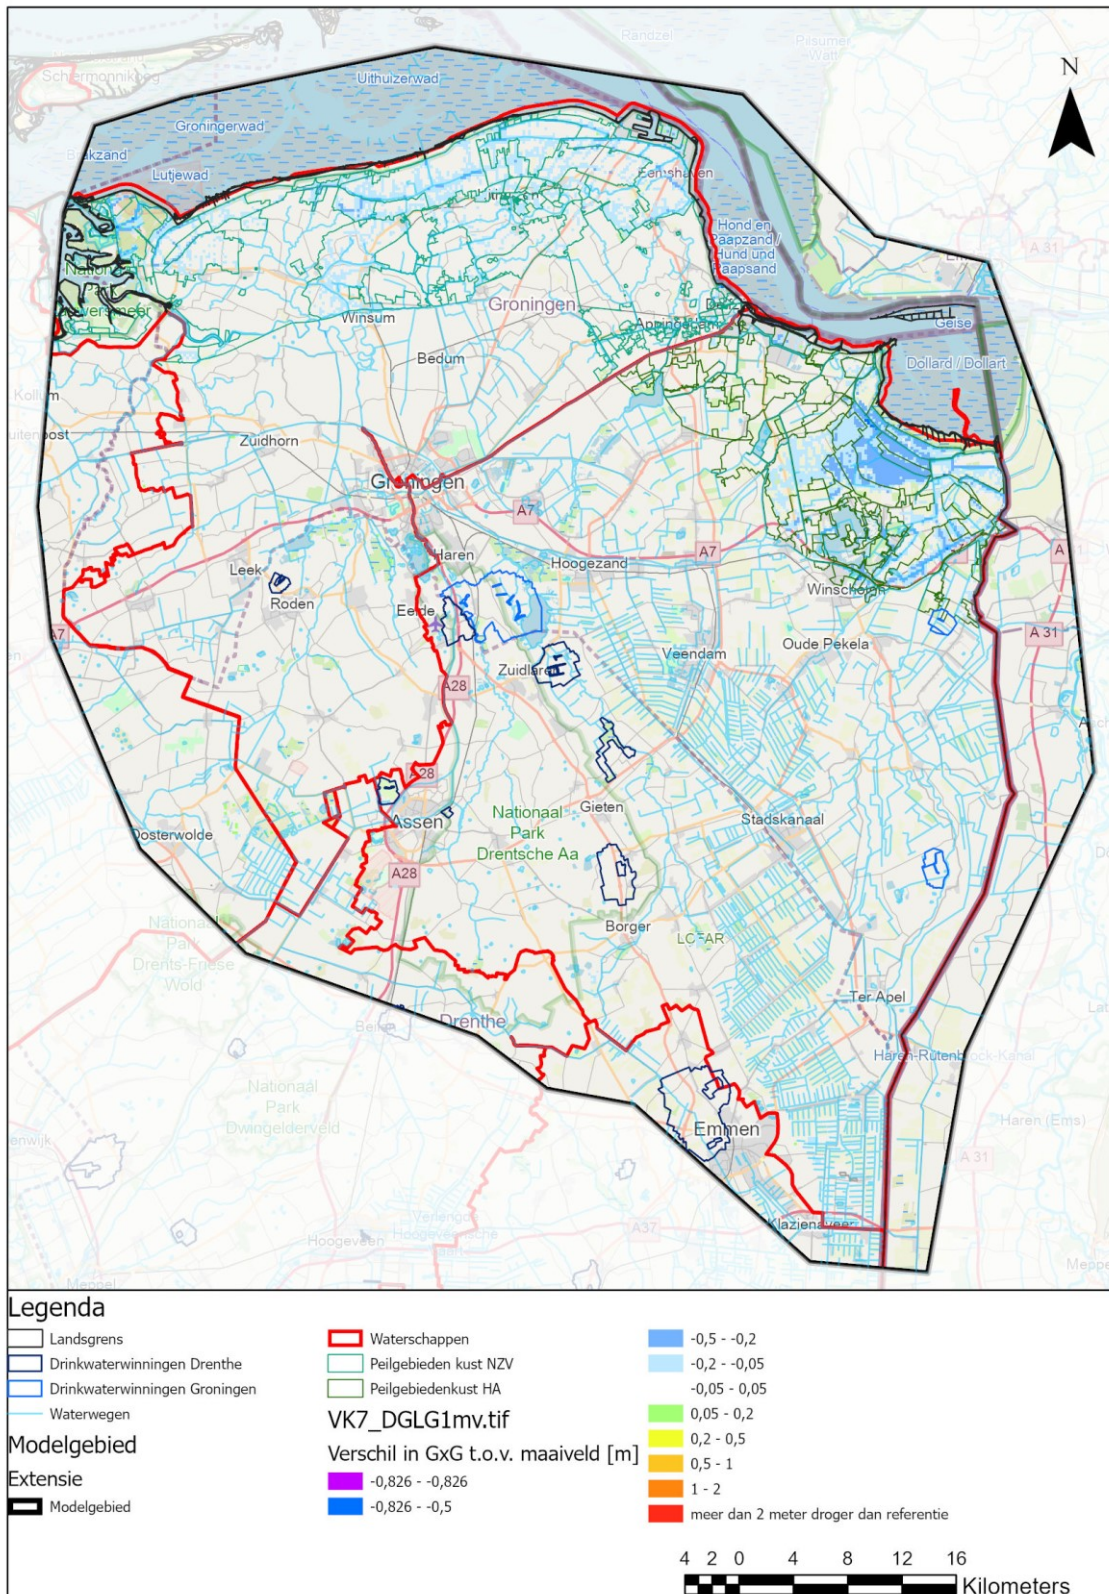 Randzel
Pilsumer
Watt
Schiermonnikoog
Uithuizerwad
N
Groningerwad
Lutjewad
Eemshaven
A 31
Hond en
Paapzand /
Hund und
Paapsand
Groningen
Winsum
Appingedam
Geise
Bedum
Dollard / Dollart
Kollum
Zuidhorn
Groningen
A7
A7
Haren
Hoogezand
Leek
Roden
Winschoten
Eelde
A7
A 31
Oude Pekela
Veendam
Zuidlaren
A28
A28
Nationaal
Park
Drentsche Aa
Gieten
Assen
Stadskanaal
Oosterwolde
A28
Nationaal
Park
Drents-Friese
Wold
Borger
Ter Apel
Drenthe
Haren-Rütenbrock-Kanal
Nationaal
Park
Dwingelderveld
Emmen
Haren (Ems)
A 31
Klazienaveen
A37
Hoogeveen
Meppel
Legenda
Landsgrens
Drinkwaterwinningen Drenthe
Drinkwaterwinningen Groningen
Waterwegen
Modelgebied
Extensie
Modelgebied
Waterschappen
Peilgebieden kust NZV
Peilgebiedenkust HA
VK7_DGLG1mv.tif
Verschil in GxG t.o.v. maaiveld [m]
-0,826 - -0,826
-0,826 - -0,5
-0,5 - -0,2
-0,2 - -0,05
-0,05 - 0,05
0,05 - 0,2
0,2 - 0,5
0,5 - 1
1 - 2
meer dan 2 meter droger dan referentie
4 2 0 4 8 12 16
Kilometers